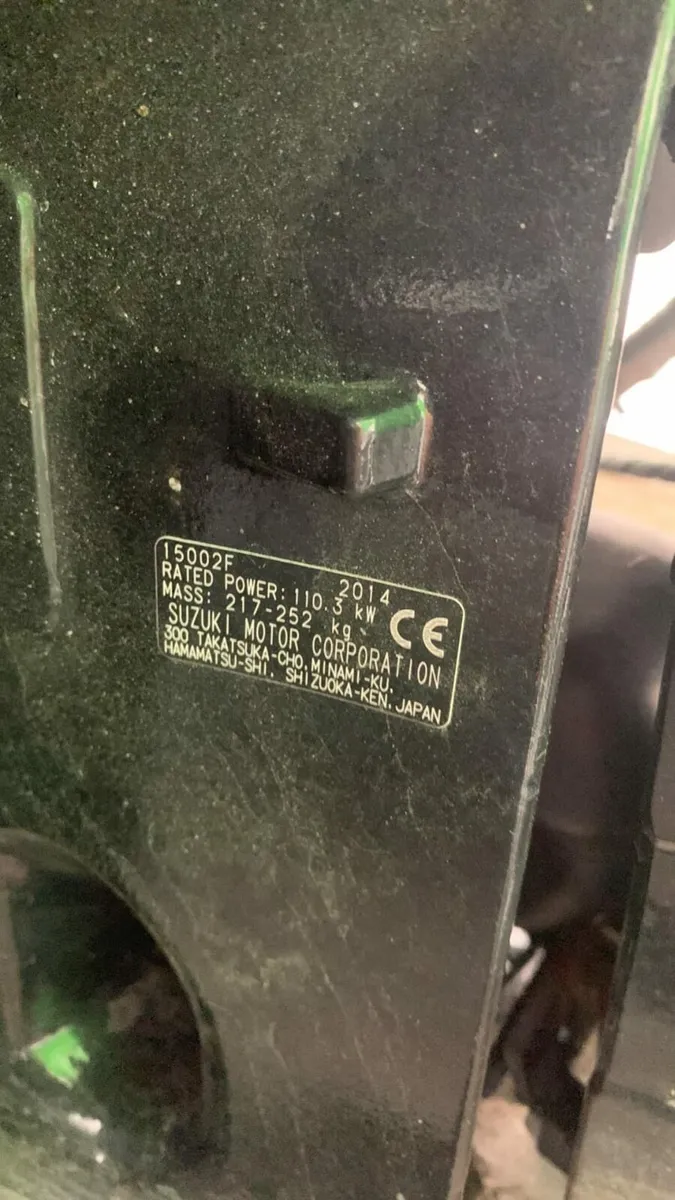 15002F 2014
RATED POWER: 110.3 kW
MASS: 217-252 kg
CE
SUZUKI MOTOR CORPORATION
300 TAKATSUKA-CHO, MINAMI-KU,
HAMAMATSU-SHI, SHIZUOKA-KEN, JAPAN